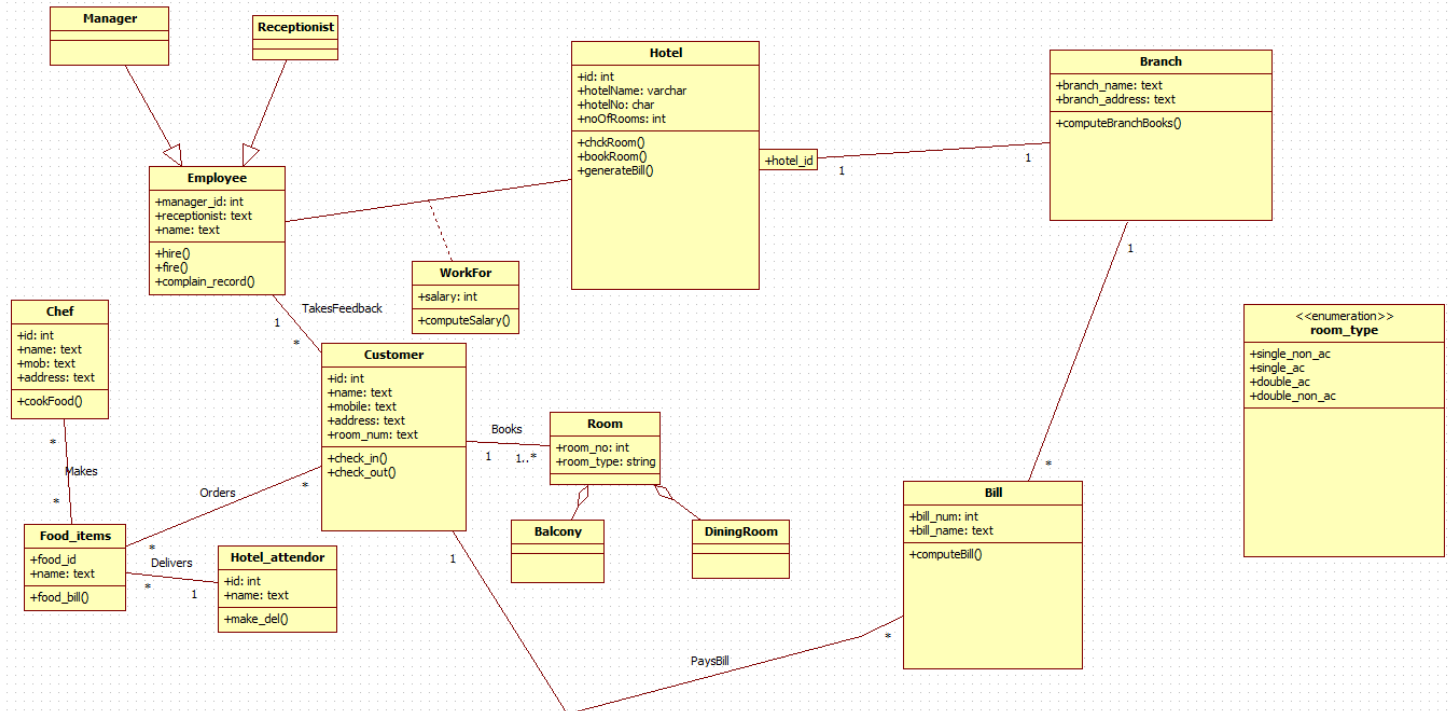 Manager
Receptionist
Hotel
+id: int
+hotelName: varchar
+hotelNo: char
+noOfRooms: int
+chckRoom()
+bookRoom()
+generateBill()
+hotel_id
1
1
Branch
+branch_name: text
+branch_address: text
+computeBranchBooks()
1
Employee
+manager_id: int
+receptionist: text
+name: text
+hire()
+fire()
+complain_record()
WorkFor
+salary: int
+computeSalary()
TakesFeedback
1
*
Chef
+id: int
+name: text
+mob: text
+address: text
+cookFood()
*
Makes
*
Customer
+id: int
+name: text
+mobile: text
+address: text
+room_num: text
+check_in()
+check_out()
Books
1
1..*
Room
+room_no: int
+room_type: string
Balcony
DiningRoom
<<enumeration>>
room_type
+single_non_ac
+single_ac
+double_ac
+double_non_ac
Orders
*
*
Food_items
+food_id
+name: text
+food_bill()
Delivers
*
1
Hotel_attendor
+id: int
+name: text
+make_del()
*
Bill
+bill_num: int
+bill_name: text
+computeBill()
1
PaysBill
*